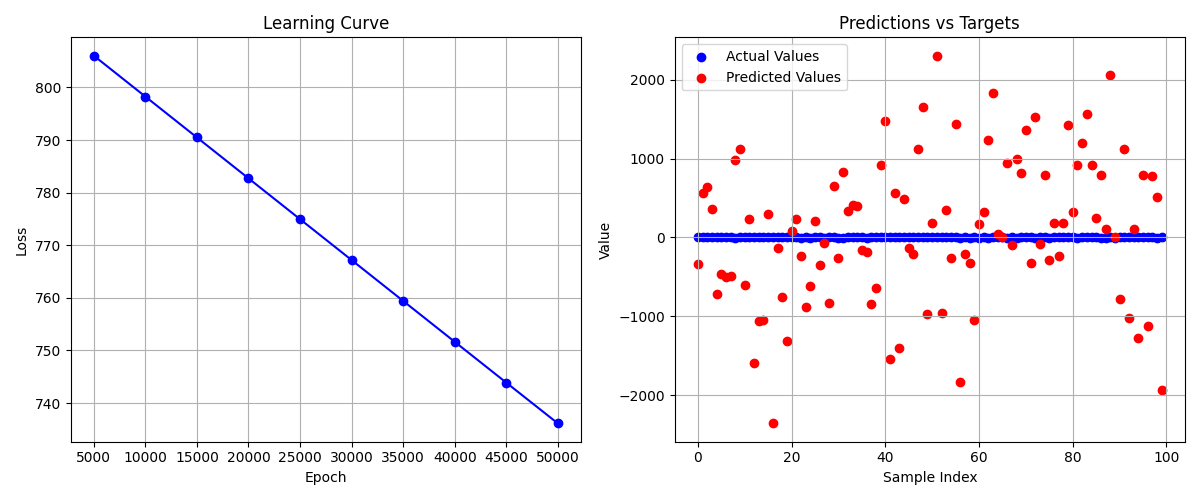 Learning Curve
800
790
780
770
760
750
740
Loss
5000 10000 15000 20000 25000 30000 35000 40000 45000 50000
Epoch
Predictions vs Targets
Actual Values
Predicted Values
2000
1000
0
−1000
−2000
Value
0 20 40 60 80 100
Sample Index